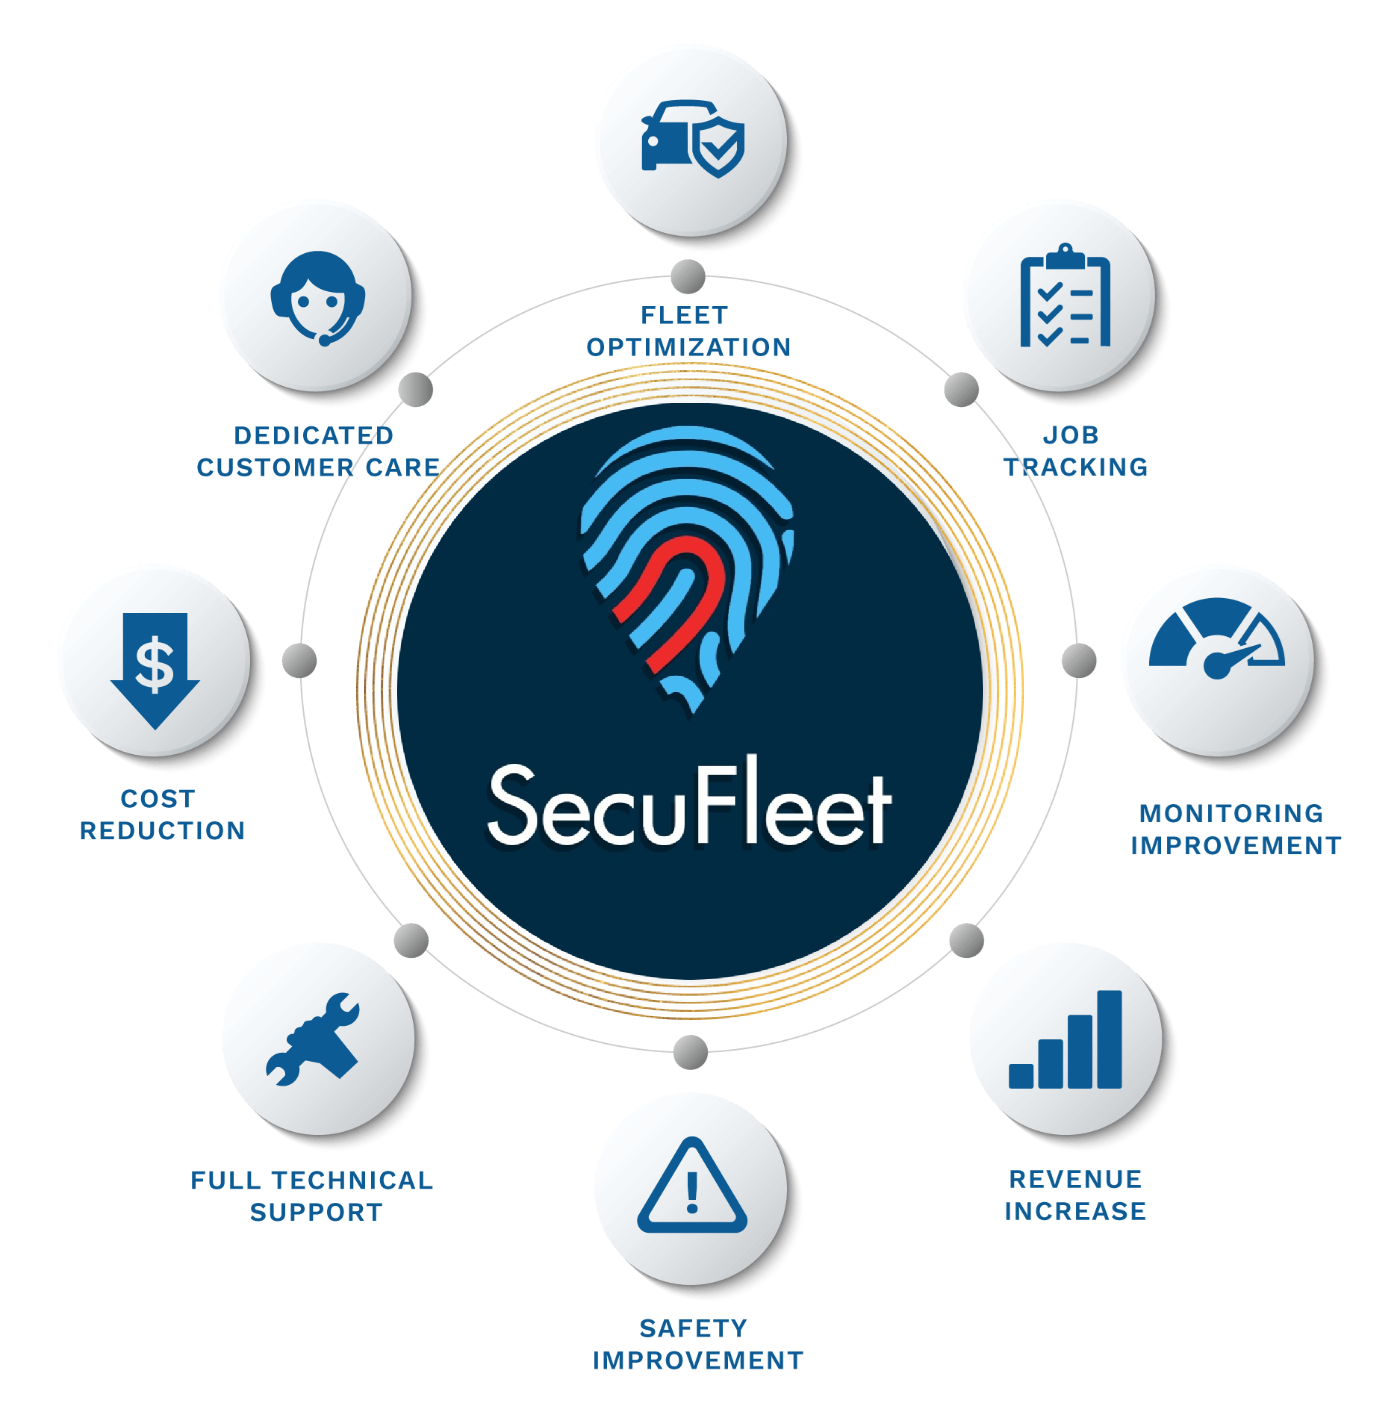 FLEET
OPTIMIZATION
JOB
TRACKING
MONITORING
IMPROVEMENT
REVENUE
INCREASE
SAFETY
IMPROVEMENT
FULL TECHNICAL
SUPPORT
COST
REDUCTION
$
DEDICATED
CUSTOMER CARE
SecuFleet